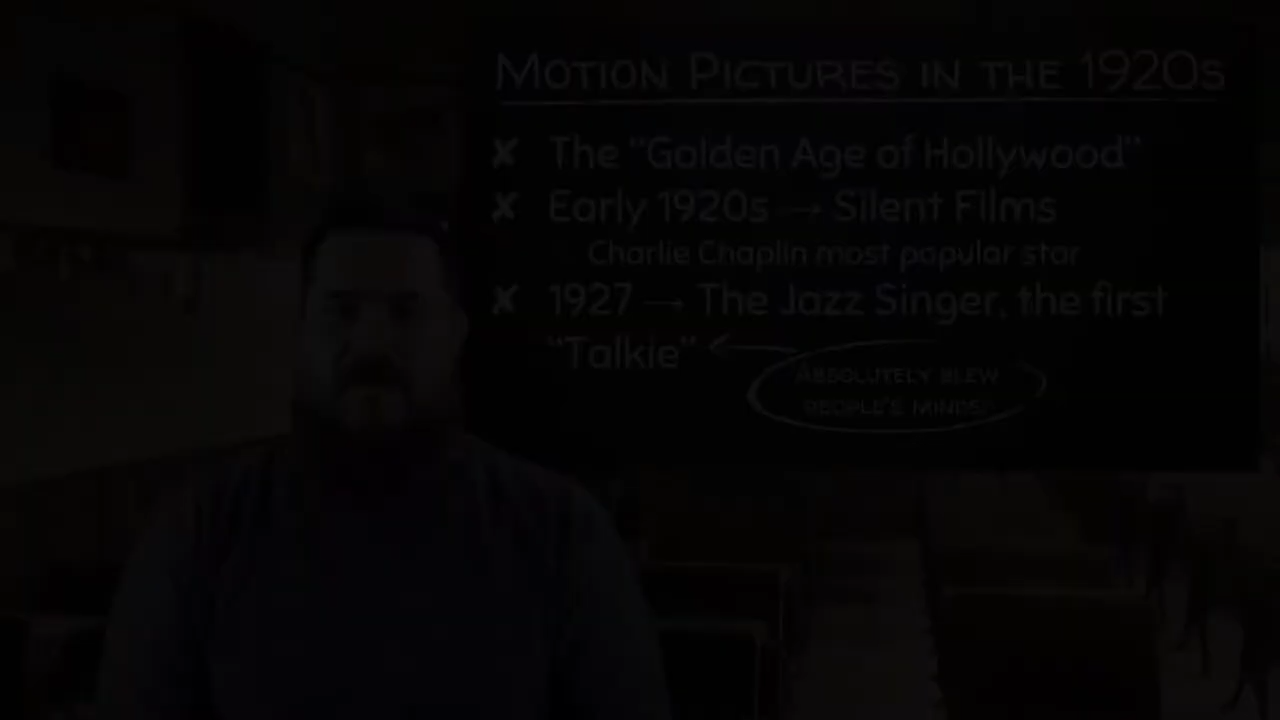 MOTION PICTURES IN THE 1920s
✘ The "Golden Age of Hollywood"
✘ Early 1920s → Silent Films
Charlie Chaplin most popular star
✘ 1927 → The Jazz Singer, the first
"Talkie" ←
ABSOLUTELY BLEW
PEOPLE'S MINDS!